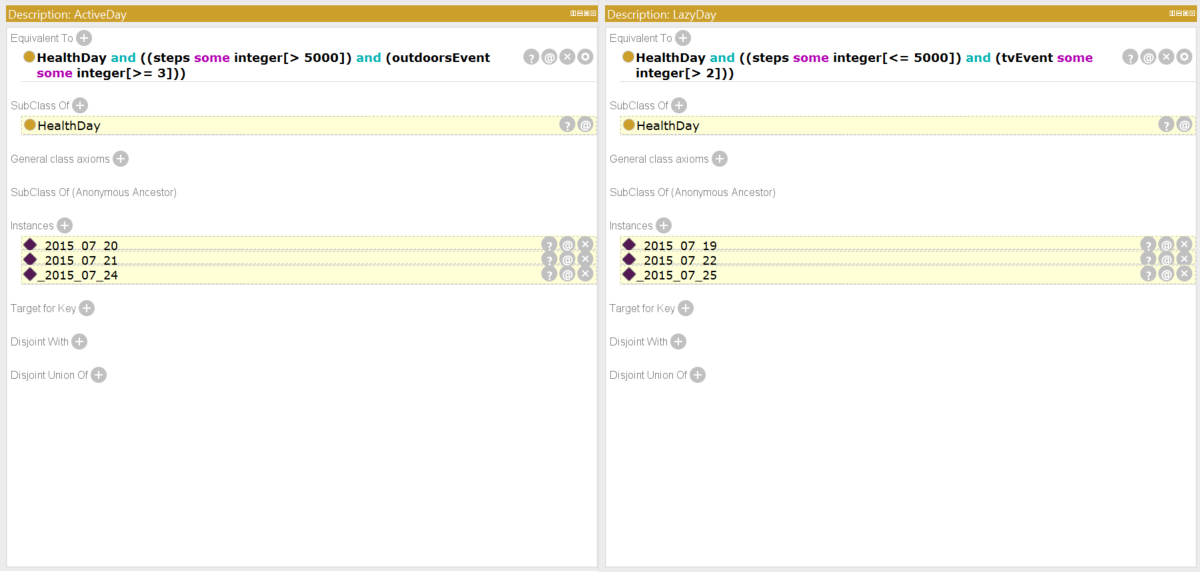 Description: ActiveDay
Equivalent To
HealthDay and ((steps some integer[> 5000]) and (outdoorsEvent
some integer[>= 3]))
SubClass Of
HealthDay
General class axioms
SubClass Of (Anonymous Ancestor)
Instances
_2015_07_20
_2015_07_21
_2015_07_24
Target for Key
Disjoint With
Disjoint Union Of
Description: LazyDay
Equivalent To
HealthDay and ((steps some integer[<= 5000]) and (tvEvent some
integer[> 2]))
SubClass Of
HealthDay
General class axioms
SubClass Of (Anonymous Ancestor)
Instances
_2015_07_19
_2015_07_22
_2015_07_25
Target for Key
Disjoint With
Disjoint Union Of